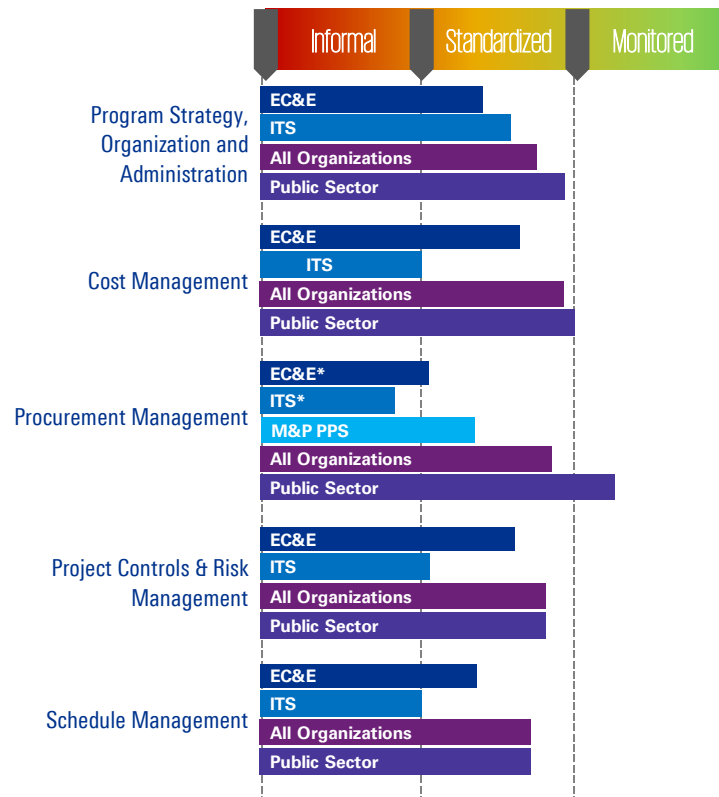 Informal
Standardized
Monitored
Program Strategy,
Organization and
Administration
EC&E
ITS
All Organizations
Public Sector
Cost Management
EC&E
ITS
All Organizations
Public Sector
Procurement Management
EC&E*
ITS*
M&P PPS
All Organizations
Public Sector
Project Controls & Risk
Management
EC&E
ITS
All Organizations
Public Sector
Schedule Management
EC&E
ITS
All Organizations
Public Sector